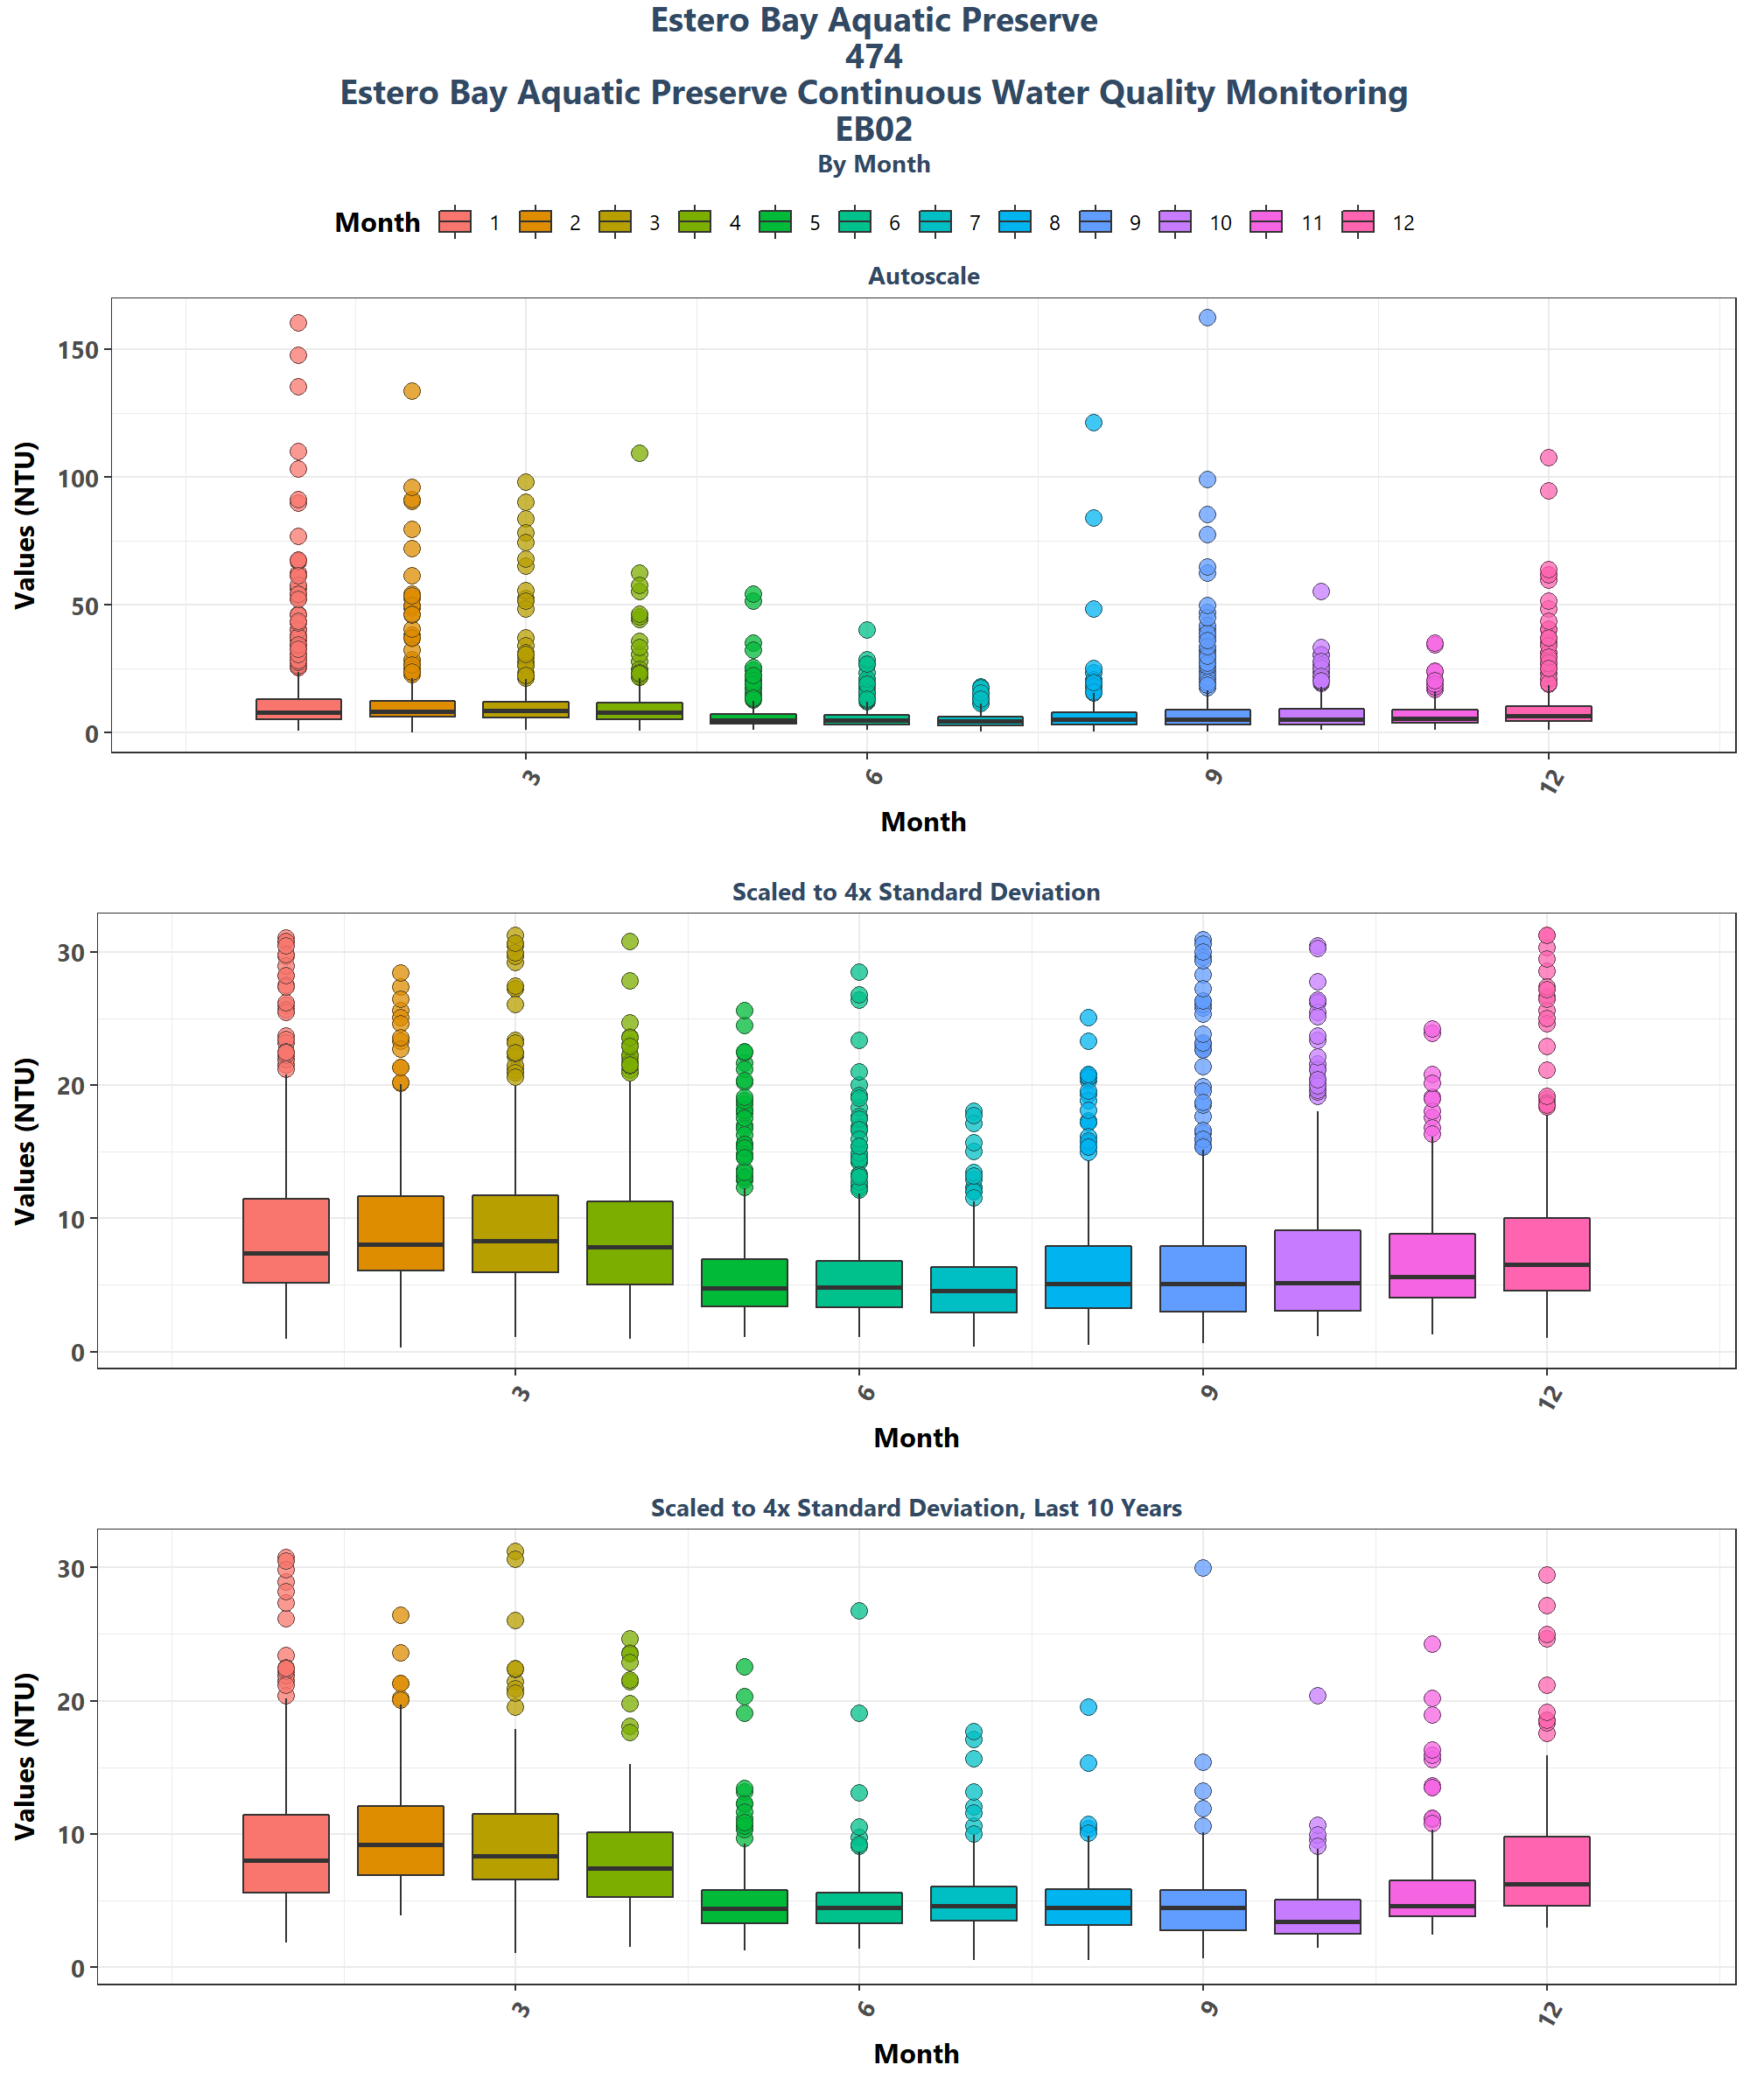 Estero Bay Aquatic Preserve
474
Estero Bay Aquatic Preserve Continuous Water Quality Monitoring
EB02
By Month
Month 1 2 3 4 5 6 7 8 9 10 11 12
Autoscale
Values (NTU)
150
100
50
0
3 6 9 12
Month
Scaled to 4x Standard Deviation
Values (NTU)
30
20
10
0
3 6 9 12
Month
Scaled to 4x Standard Deviation, Last 10 Years
Values (NTU)
30
20
10
0
3 6 9 12
Month